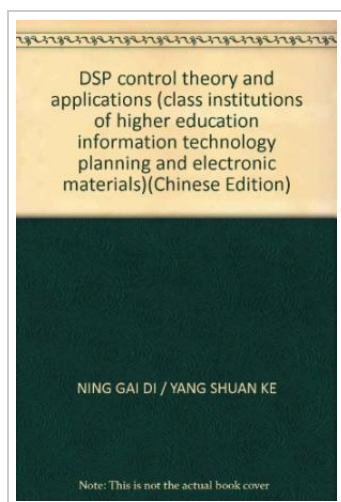 DSP control theory and
applications (class institutions
of higher education
information technology
planning and electronic
materials)(Chinese Edition)
NING GAI DI / YANG SHUAN KE
Note: This is not the actual book cover